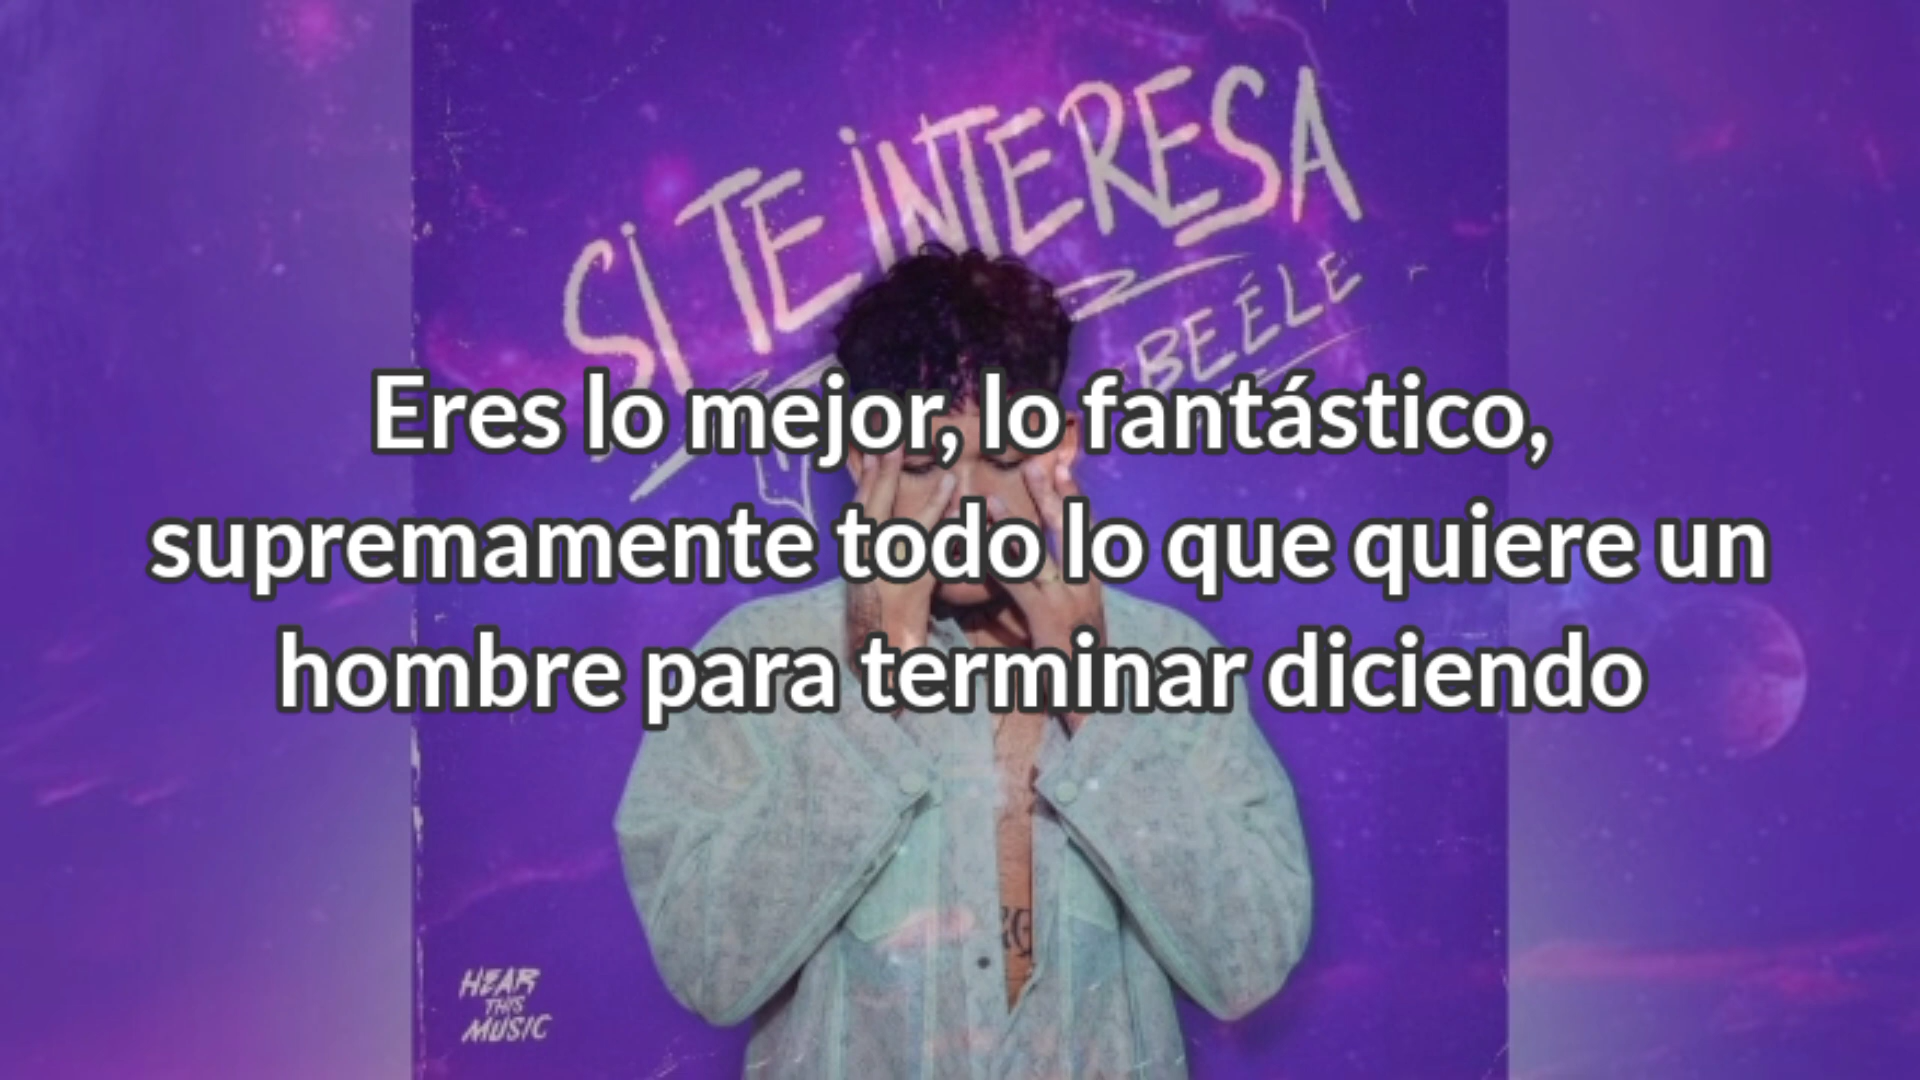 SI TE INTERESA
BEÉLE
Eres lo mejor, lo fantástico,
supremamente todo lo que quiere un
hombre para terminar diciendo
HEAR
THIS
MUSIC